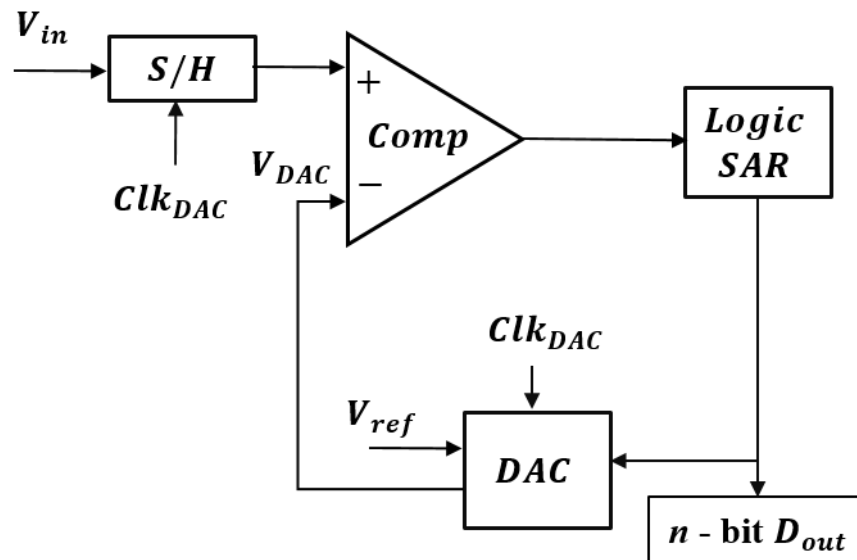 V_in
S/H
+
Comp
Logic
SAR
V_DAC
−
Clk_DAC
Clk_DAC
V_ref
DAC
n - bit D_out